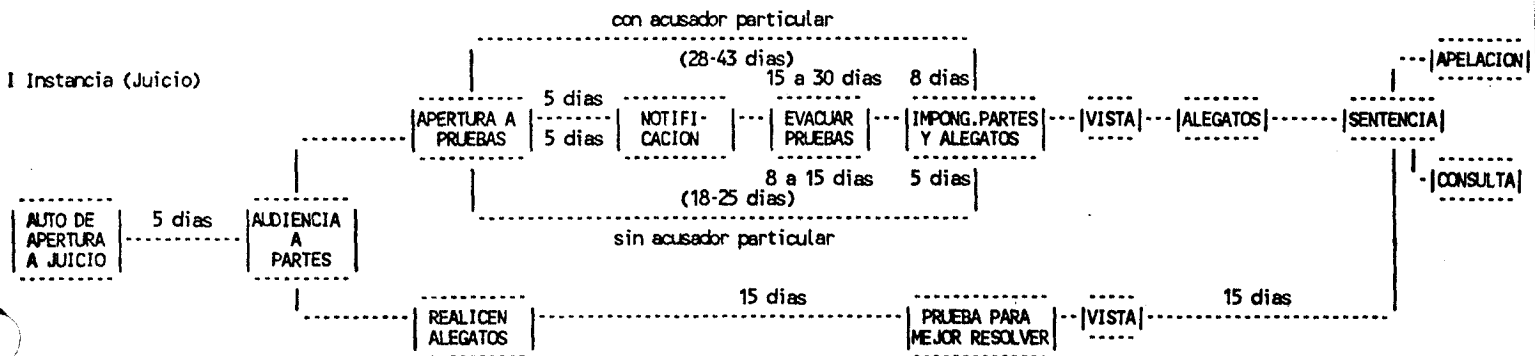 con acusador particular
(28-43 dias)
I Instancia (Juicio)
15 a 30 dias 8 dias
APELACION
5 dias
APERTURA A
PRUEBAS
5 dias
NOTIFI-
CACION
EVACUAR
PRUEBAS
IMPONG.PARTES
Y ALEGATOS
VISTA
ALEGATOS
SENTENCIA
8 a 15 dias 5 dias
(18-25 dias)
CONSULTA
sin acusador particular
AUTO DE
APERTURA
A JUICIO
5 dias
AUDIENCIA
A
PARTES
REALICEN
ALEGATOS
15 dias
PRUEBA PARA
MEJOR RESOLVER
VISTA
15 dias